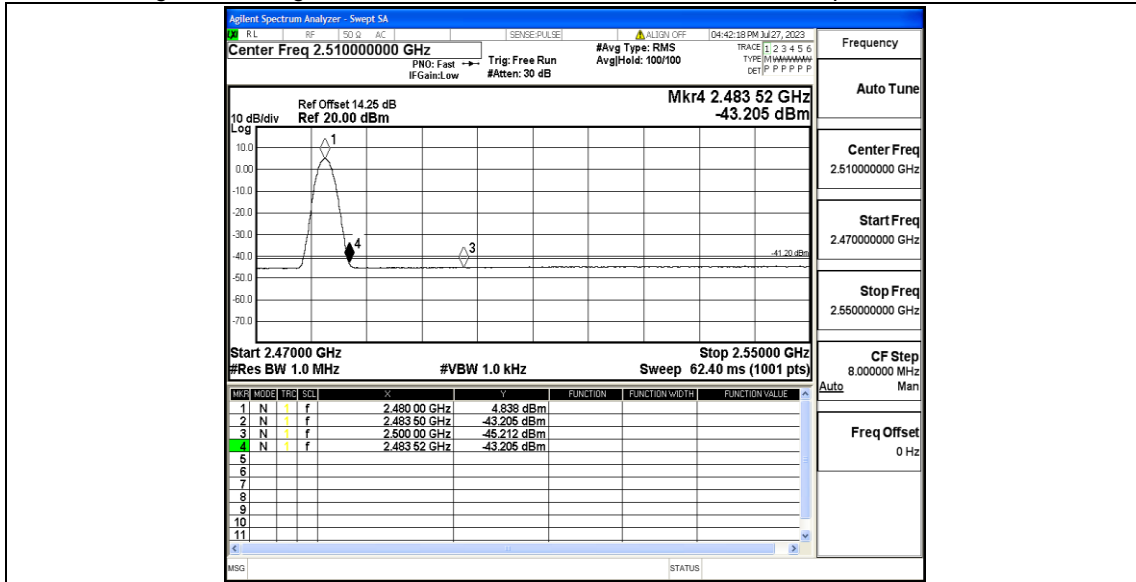 Agilent Spectrum Analyzer - Swept SA
RL RF 50 Ω AC SENSE:PULSE ALIGN OFF 04:42:18 PM Jul 27, 2023
Center Freq 2.510000000 GHz
PNO: Fast
IFGain:Low
Trig: Free Run
#Atten: 30 dB
#Avg Type: RMS
Avg|Hold: 100/100
TRACE 1 2 3 4 5 6
TYPE M WWWWW
DET P P P P P P
Frequency
Auto Tune
Center Freq
2.510000000 GHz
Start Freq
2.470000000 GHz
Stop Freq
2.550000000 GHz
CF Step
8.000000 MHz
Auto Man
Freq Offset
0 Hz
Mkr4 2.483 52 GHz
-43.205 dBm
Ref Offset 14.25 dB
10 dB/div Ref 20.00 dBm
Log
10.0
0.00
-10.0
-20.0
-30.0
-40.0
-50.0
-60.0
-70.0
1
4
3
-41.20 dBm
Start 2.47000 GHz Stop 2.55000 GHz
#Res BW 1.0 MHz #VBW 1.0 kHz Sweep 62.40 ms (1001 pts)
MKR MODE TRC SCL X Y FUNCTION FUNCTION WIDTH FUNCTION VALUE
1 N 1 f 2.480 00 GHz 4.838 dBm
2 N 1 f 2.483 50 GHz -43.205 dBm
3 N 1 f 2.500 00 GHz -45.212 dBm
4 N 1 f 2.483 52 GHz -43.205 dBm
5
6
7
8
9
10
11
MSG STATUS